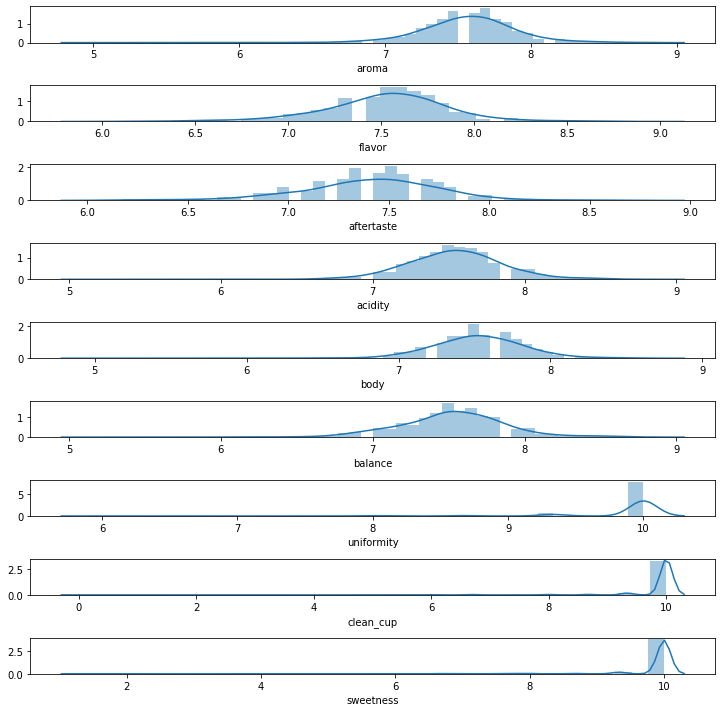 1
0
5 6 7 8 9
aroma
1
0
6.0 6.5 7.0 7.5 8.0 8.5 9.0
flavor
2
0
6.0 6.5 7.0 7.5 8.0 8.5 9.0
aftertaste
1
0
5 6 7 8 9
acidity
2
0
5 6 7 8 9
body
1
0
5 6 7 8 9
balance
5
0
6 7 8 9 10
uniformity
2.5
0.0
0 2 4 6 8 10
clean_cup
2.5
0.0
2 4 6 8 10
sweetness